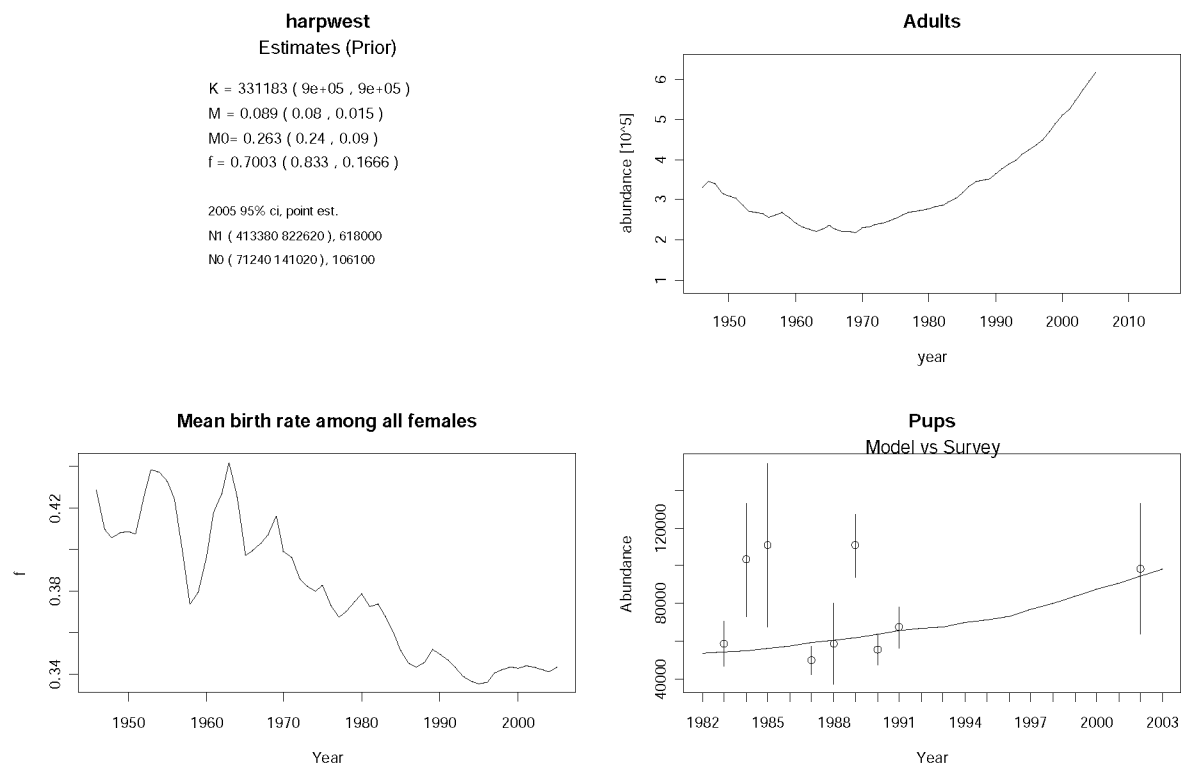 harpwest
Estimates (Prior)
K = 331183 ( 9e+05 , 9e+05 )
M = 0.089 ( 0.08 , 0.015 )
M0= 0.263 ( 0.24 , 0.09 )
f = 0.7003 ( 0.833 , 0.1666 )
2005 95% ci, point est.
N1 ( 413380 822620 ), 618000
N0 ( 71240 141020 ), 106100
Adults
abundance [10^5]
6
5
4
3
2
1
1950 1960 1970 1980 1990 2000 2010
year
Mean birth rate among all females
f
0.42
0.38
0.34
1950 1960 1970 1980 1990 2000
Year
Pups
Model vs Survey
Abundance
120000
80000
40000
1982 1985 1988 1991 1994 1997 2000 2003
Year